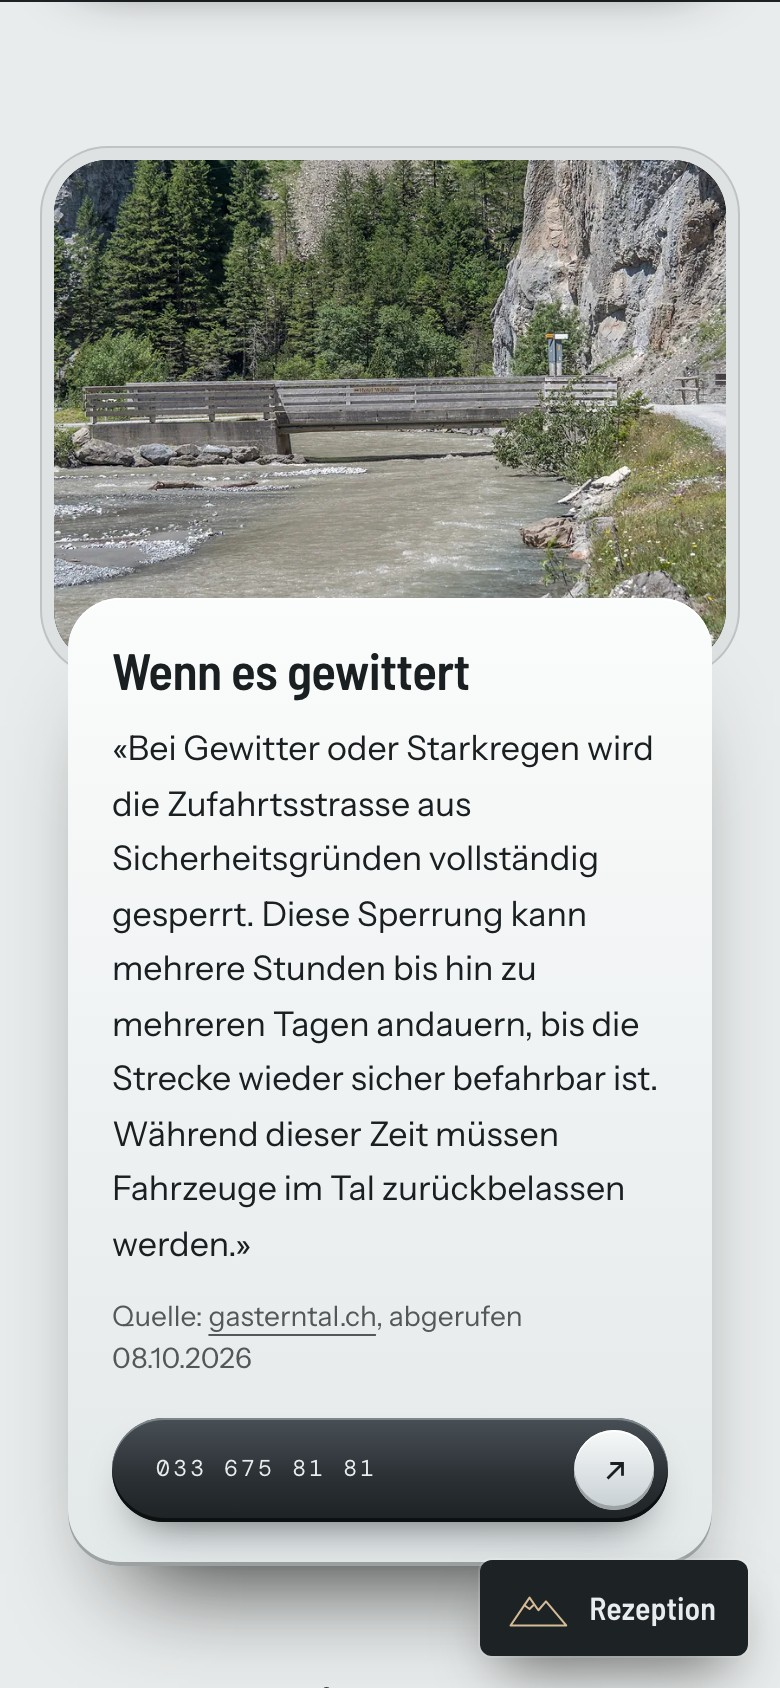 Wenn es gewittert
«Bei Gewitter oder Starkregen wird
die Zufahrtsstrasse aus
Sicherheitsgründen vollständig
gesperrt. Diese Sperrung kann
mehrere Stunden bis hin zu
mehreren Tagen andauern, bis die
Strecke wieder sicher befahrbar ist.
Während dieser Zeit müssen
Fahrzeuge im Tal zurückbelassen
werden.»
Quelle: gasterntal.ch, abgerufen
08.10.2026
033 675 81 81
Rezeption